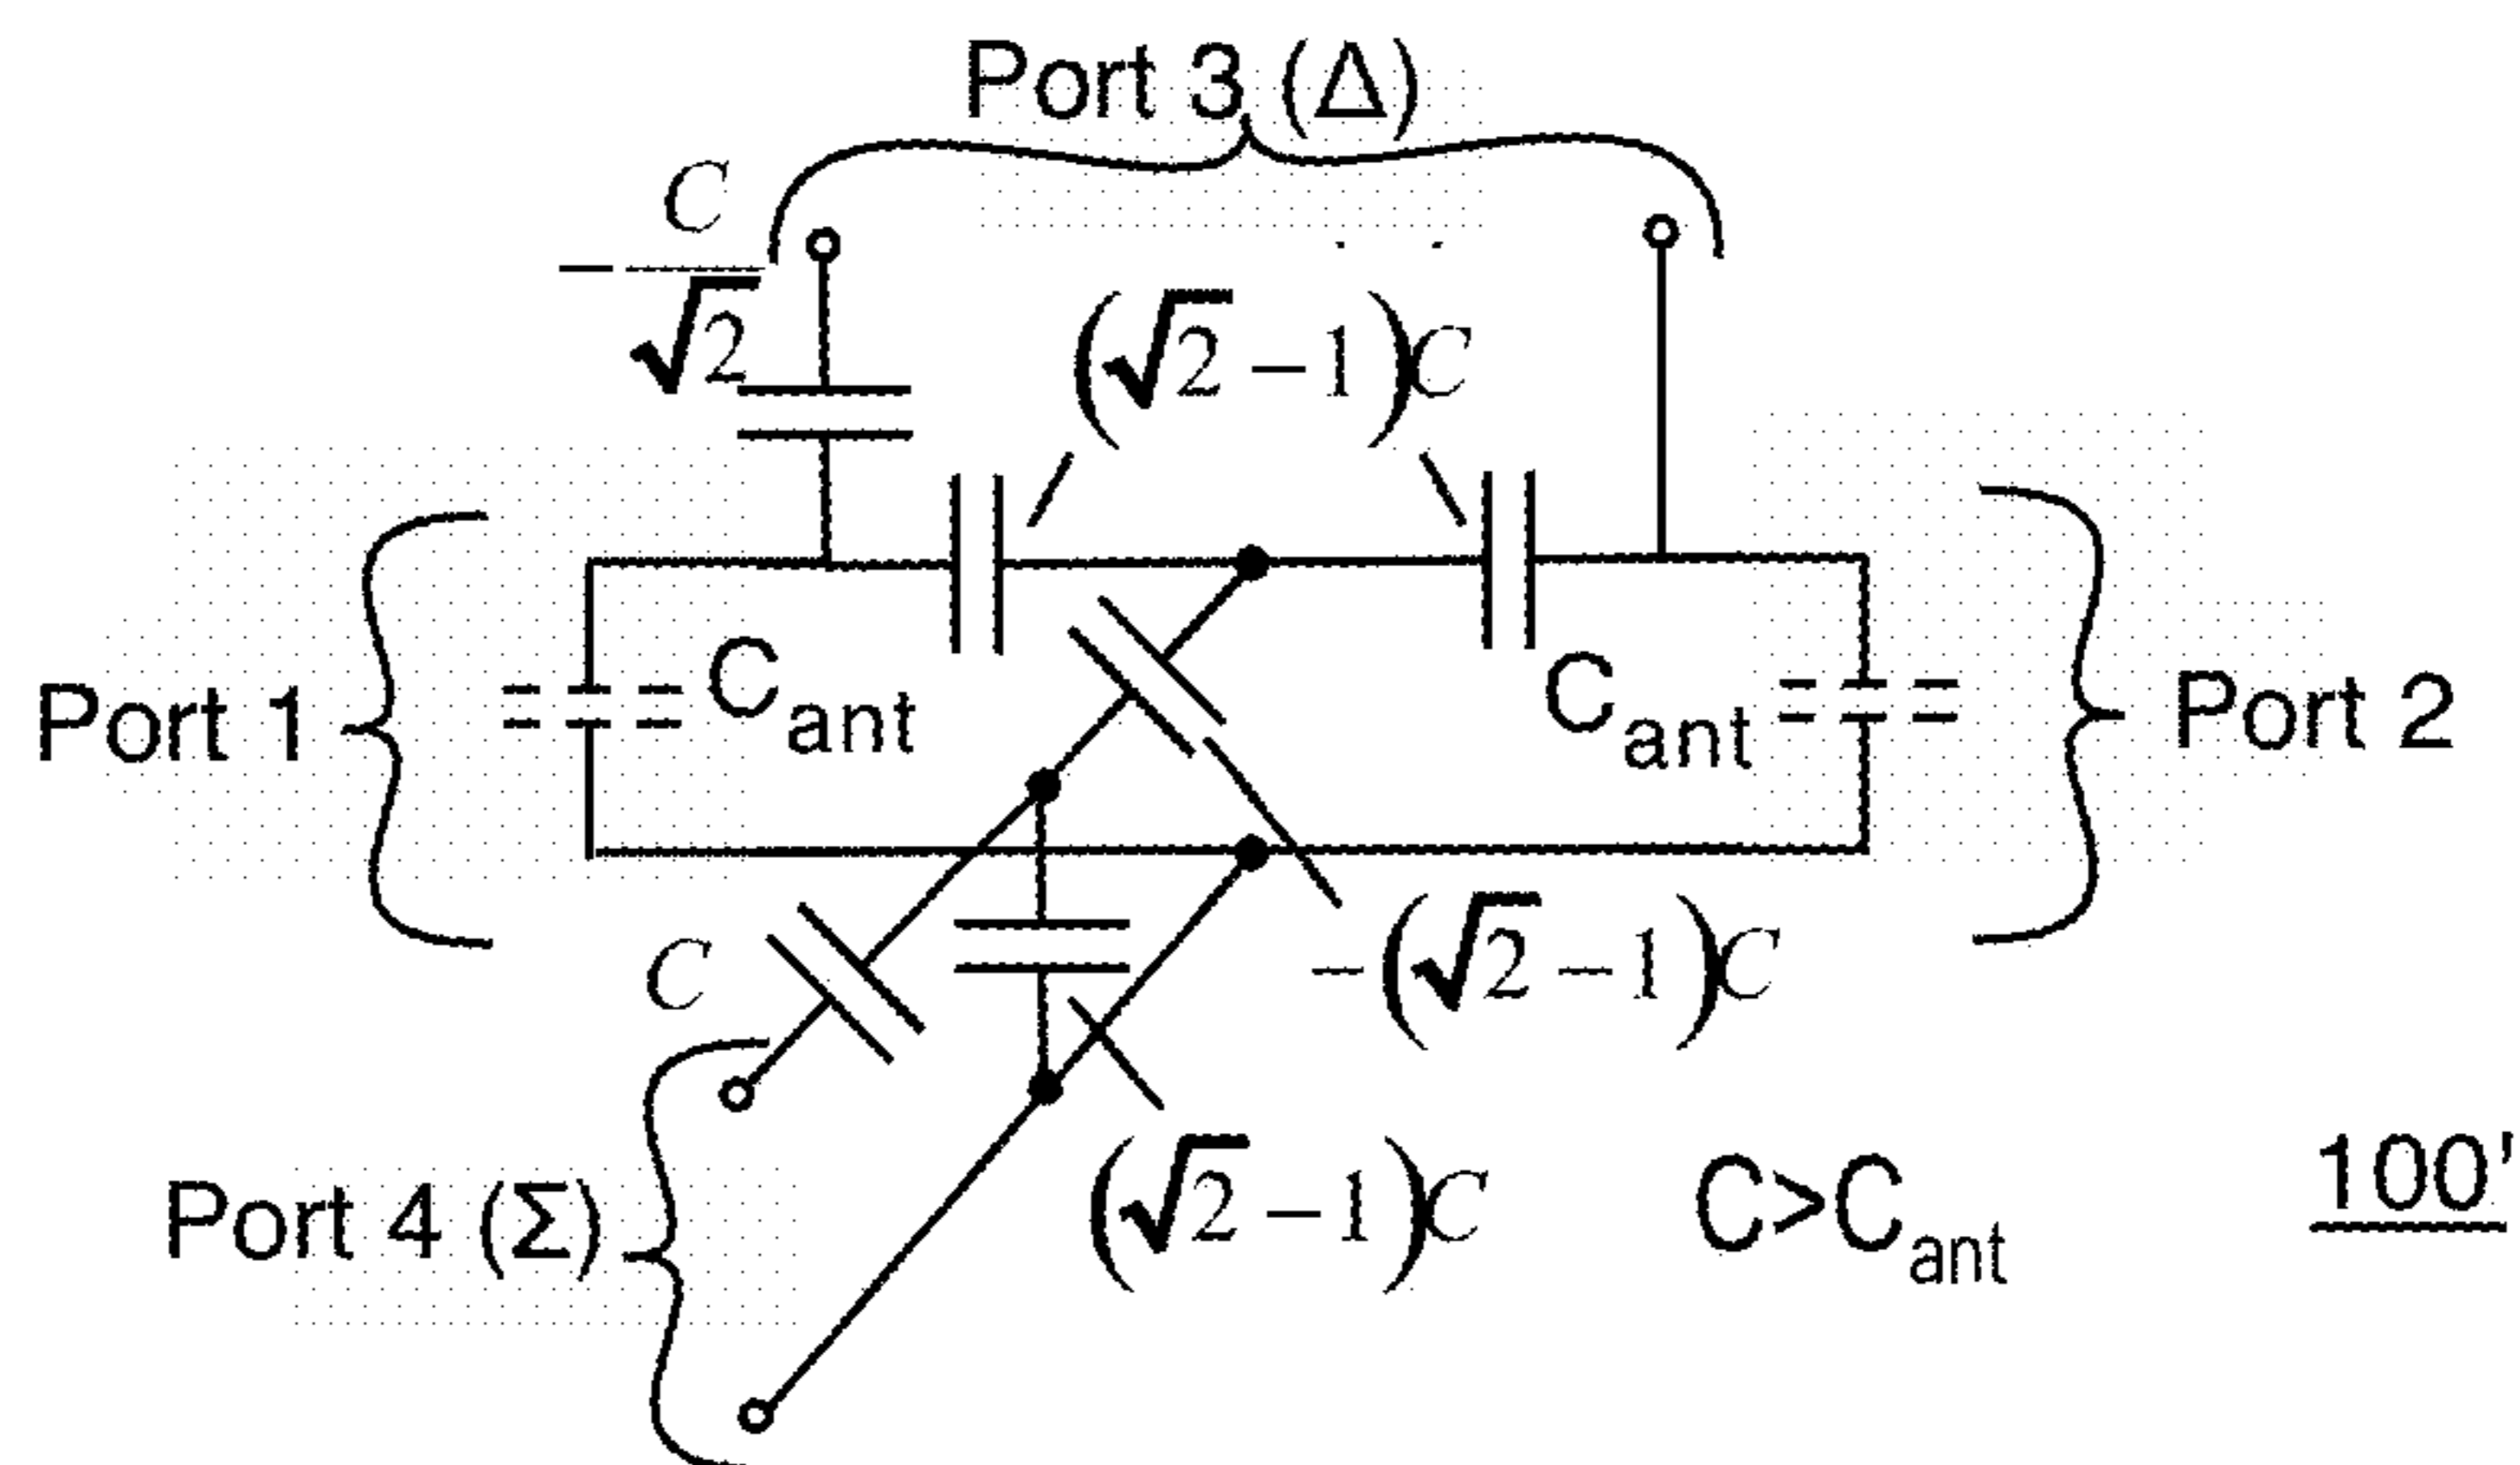 Port 3 (Δ)
−C/√2
(√2−1)C
Port 1
C_ant
C_ant
Port 2
C
−(√2−1)C
Port 4 (Σ)
(√2−1)C
C>C_ant
100'